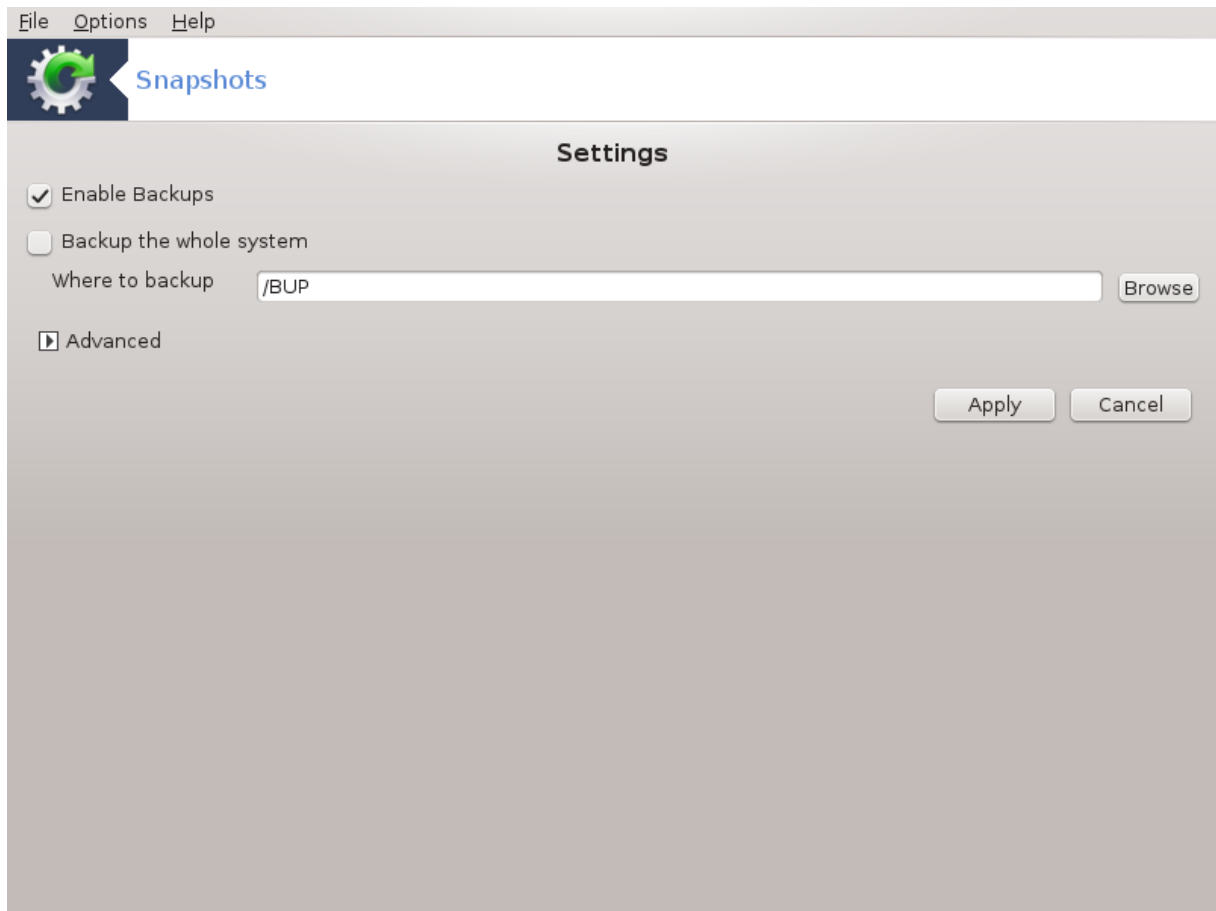 File Options Help
Snapshots
Settings
Enable Backups
Backup the whole system
Where to backup /BUP Browse
Advanced
Apply Cancel